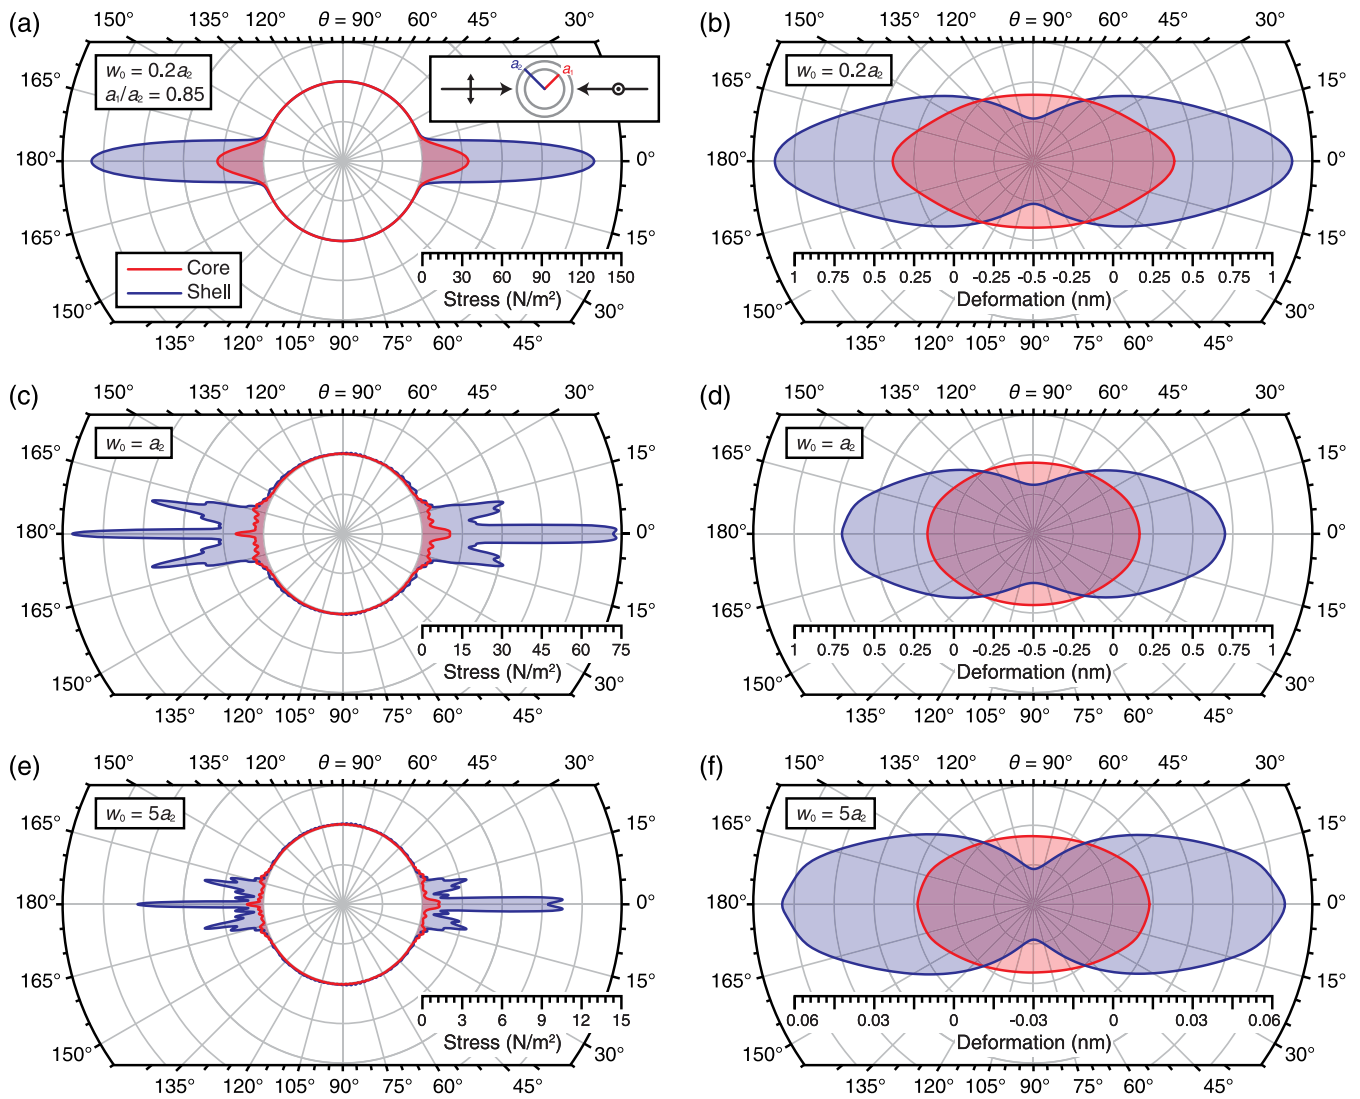 (a)
150° 135° 120° θ = 90° 60° 45° 30°
w₀ = 0.2a₂
a₁/a₂ = 0.85
a₂ a₁
165°
180° 0°
165° 15°
Core
Shell
0 30 60 90 120 150
Stress (N/m²)
150° 30°
135° 120° 105° 90° 75° 60° 45°
(b)
150° 135° 120° θ = 90° 60° 45° 30°
w₀ = 0.2a₂
165° 15°
180° 0°
165° 15°
1 0.75 0.5 0.25 0 -0.25 -0.5 -0.25 0 0.25 0.5 0.75 1
Deformation (nm)
150° 30°
135° 120° 105° 90° 75° 60° 45°
(c)
150° 135° 120° θ = 90° 60° 45° 30°
w₀ = a₂
165° 15°
180° 0°
165° 15°
0 15 30 45 60 75
Stress (N/m²)
150° 30°
135° 120° 105° 90° 75° 60° 45°
(d)
150° 135° 120° θ = 90° 60° 45° 30°
w₀ = a₂
165° 15°
180° 0°
165° 15°
1 0.75 0.5 0.25 0 -0.25 -0.5 -0.25 0 0.25 0.5 0.75 1
Deformation (nm)
150° 30°
135° 120° 105° 90° 75° 60° 45°
(e)
150° 135° 120° θ = 90° 60° 45° 30°
w₀ = 5a₂
165° 15°
180° 0°
165° 15°
0 3 6 9 12 15
Stress (N/m²)
150° 30°
135° 120° 105° 90° 75° 60° 45°
(f)
150° 135° 120° θ = 90° 60° 45° 30°
w₀ = 5a₂
165° 15°
180° 0°
165° 15°
0.06 0.03 0 -0.03 0 0.03 0.06
Deformation (nm)
150° 30°
135° 120° 105° 90° 75° 60° 45°